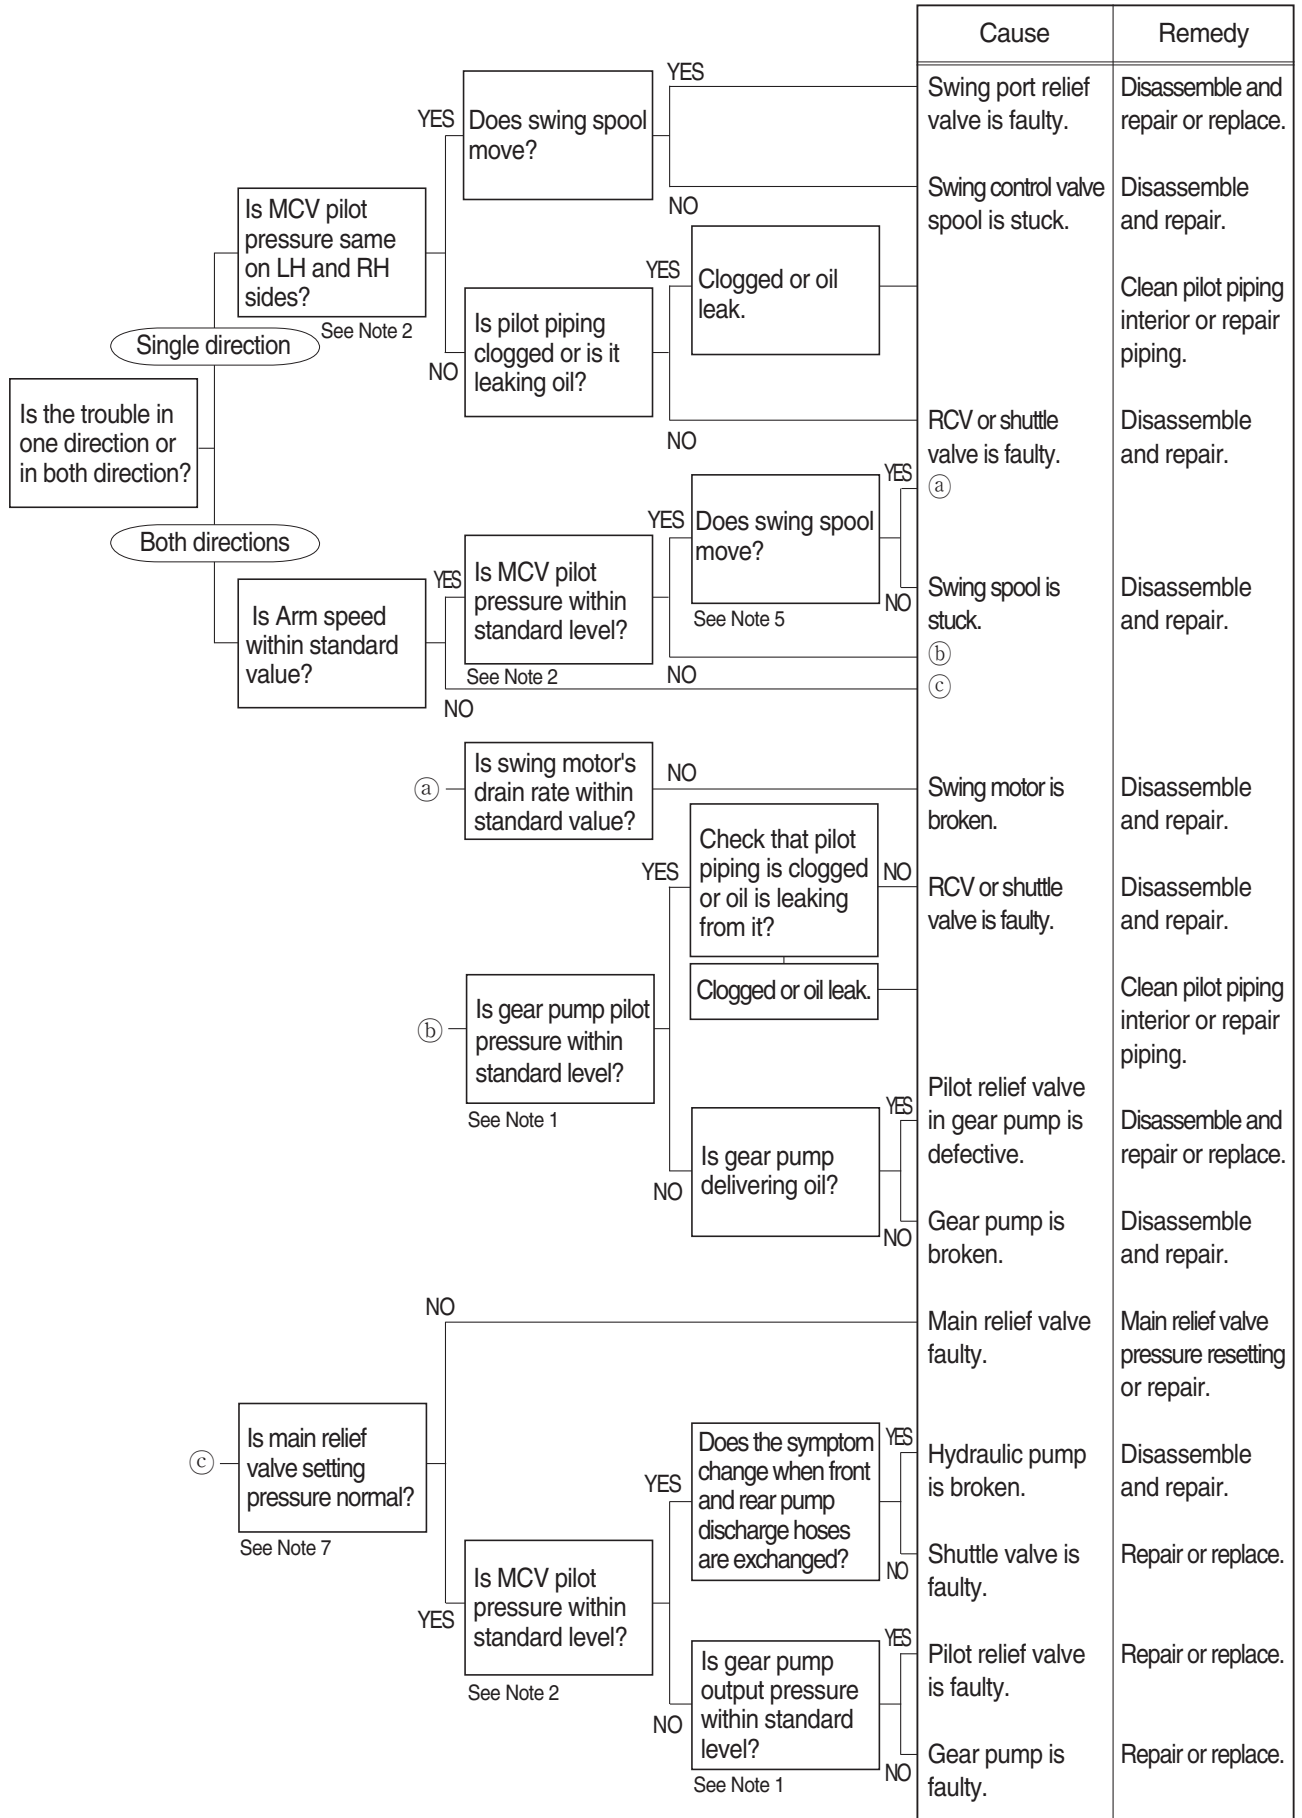 Cause
Remedy
YES
Swing port relief
valve is faulty.
Disassemble and
repair or replace.
YES
Does swing spool
move?
NO
Swing control valve
spool is stuck.
Disassemble
and repair.
Is MCV pilot
pressure same
on LH and RH
sides?
See Note 2
YES
Clogged or oil
leak.
Clean pilot piping
interior or repair
piping.
Single direction
NO
Is pilot piping
clogged or is it
leaking oil?
NO
RCV or shuttle
valve is faulty.
Disassemble
and repair.
Is the trouble in
one direction or
in both direction?
Both directions
YES
ⓐ
YES
Does swing spool
move?
See Note 5
NO
Swing spool is
stuck.
Disassemble
and repair.
YES
Is MCV pilot
pressure within
standard level?
See Note 2
NO
ⓑ
Is Arm speed
within standard
value?
NO
ⓒ
ⓐ
Is swing motor's
drain rate within
standard value?
NO
Swing motor is
broken.
Disassemble
and repair.
YES
Check that pilot
piping is clogged
or oil is leaking
from it?
NO
RCV or shuttle
valve is faulty.
Disassemble
and repair.
Clogged or oil leak.
Clean pilot piping
interior or repair
piping.
ⓑ
Is gear pump pilot
pressure within
standard level?
See Note 1
YES
Pilot relief valve
in gear pump is
defective.
Disassemble and
repair or replace.
NO
Is gear pump
delivering oil?
NO
Gear pump is
broken.
Disassemble
and repair.
NO
Main relief valve
faulty.
Main relief valve
pressure resetting
or repair.
ⓒ
Is main relief
valve setting
pressure normal?
See Note 7
YES
Does the symptom
change when front
and rear pump
discharge hoses
are exchanged?
YES
Hydraulic pump
is broken.
Disassemble
and repair.
NO
Shuttle valve is
faulty.
Repair or replace.
YES
Is MCV pilot
pressure within
standard level?
See Note 2
NO
Is gear pump
output pressure
within standard
level?
See Note 1
YES
Pilot relief valve
is faulty.
Repair or replace.
NO
Gear pump is
faulty.
Repair or replace.